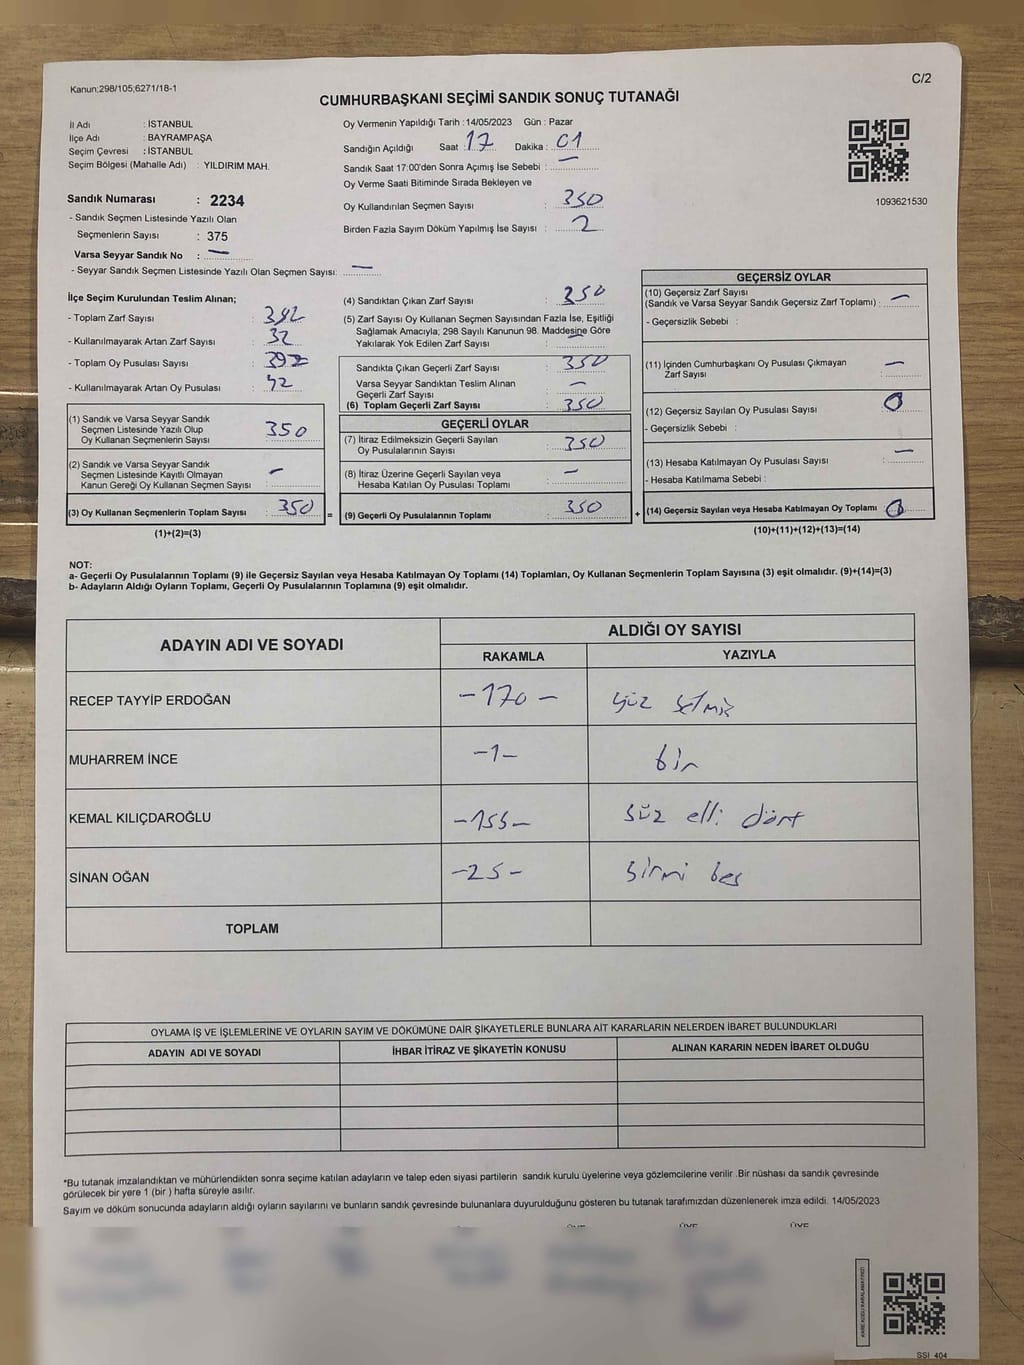 C/2
Kanun;298/105;6271/18-1
CUMHURBAŞKANI SEÇİMİ SANDIK SONUÇ TUTANAĞI
İl Adı : İSTANBUL
İlçe Adı : BAYRAMPAŞA
Seçim Çevresi : İSTANBUL
Seçim Bölgesi (Mahalle Adı) : YILDIRIM MAH.
Sandık Numarası : 2234
- Sandık Seçmen Listesinde Yazılı Olan
Seçmenlerin Sayısı : 375
Varsa Seyyar Sandık No : —
- Seyyar Sandık Seçmen Listesinde Yazılı Olan Seçmen Sayısı: —
Oy Vermenin Yapıldığı Tarih :14/05/2023 Gün : Pazar
Sandığın Açıldığı Saat : 17 Dakika : 01
Sandık Saat 17:00'den Sonra Açımış İse Sebebi : —
Oy Verme Saati Bitiminde Sırada Bekleyen ve
Oy Kullandırılan Seçmen Sayısı : 350
Birden Fazla Sayım Döküm Yapılmış İse Sayısı : 2
1093621530
İlçe Seçim Kurulundan Teslim Alınan;
- Toplam Zarf Sayısı :
- Kullanılmayarak Artan Zarf Sayısı : 32
- Toplam Oy Pusulası Sayısı : 392
- Kullanılmayarak Artan Oy Pusulası : 42
(1) Sandık ve Varsa Seyyar Sandık
Seçmen Listesinde Yazılı Olup
Oy Kullanan Seçmenlerin Sayısı 350
(2) Sandık ve Varsa Seyyar Sandık
Seçmen Listesinde Kayıtlı Olmayan
Kanun Gereği Oy Kullanan Seçmen Sayısı —
(3) Oy Kullanan Seçmenlerin Toplam Sayısı 350
(1)+(2)=(3)
=
(4) Sandıktan Çıkan Zarf Sayısı : 350
(5) Zarf Sayısı Oy Kullanan Seçmen Sayısından Fazla İse, Eşitliği
Sağlamak Amacıyla; 298 Sayılı Kanunun 98. Maddesine Göre
Yakılarak Yok Edilen Zarf Sayısı : —
Sandıkta Çıkan Geçerli Zarf Sayısı : 350
Varsa Seyyar Sandıktan Teslim Alınan
Geçerli Zarf Sayısı : —
(6) Toplam Geçerli Zarf Sayısı : 350
GEÇERLİ OYLAR
(7) İtiraz Edilmeksizin Geçerli Sayılan
Oy Pusulalarının Sayısı : 350
(8) İtiraz Üzerine Geçerli Sayılan veya
Hesaba Katılan Oy Pusulası Toplamı : —
(9) Geçerli Oy Pusulalarının Toplamı : 350
+
GEÇERSİZ OYLAR
(10) Geçersiz Zarf Sayısı
(Sandık ve Varsa Seyyar Sandık Geçersiz Zarf Toplamı) : —
- Geçersizlik Sebebi :
(11) İçinden Cumhurbaşkanı Oy Pusulası Çıkmayan
Zarf Sayısı : —
(12) Geçersiz Sayılan Oy Pusulası Sayısı : 0
- Geçersizlik Sebebi :
(13) Hesaba Katılmayan Oy Pusulası Sayısı : —
- Hesaba Katılmama Sebebi :
(14) Geçersiz Sayılan veya Hesaba Katılmayan Oy Toplamı : 0
(10)+(11)+(12)+(13)=(14)
NOT:
a- Geçerli Oy Pusulalarının Toplamı (9) ile Geçersiz Sayılan veya Hesaba Katılmayan Oy Toplamı (14) Toplamları, Oy Kullanan Seçmenlerin Toplam Sayısına (3) eşit olmalıdır. (9)+(14)=(3)
b- Adayların Aldığı Oyların Toplamı, Geçerli Oy Pusulalarının Toplamına (9) eşit olmalıdır.
ADAYIN ADI VE SOYADI ALDIĞI OY SAYISI
RAKAMLA YAZIYLA
RECEP TAYYİP ERDOĞAN -170- yüz yetmiş
MUHARREM İNCE -1- bir
KEMAL KILIÇDAROĞLU yüz elli dört
SİNAN OĞAN -25- yirmi beş
TOPLAM
OYLAMA İŞ VE İŞLEMLERİNE VE OYLARIN SAYIM VE DÖKÜMÜNE DAİR ŞİKAYETLERLE BUNLARA AİT KARARLARIN NELERDEN İBARET BULUNDUKLARI
ADAYIN ADI VE SOYADI İHBAR İTİRAZ VE ŞİKAYETİN KONUSU ALINAN KARARIN NEDEN İBARET OLDUĞU
*Bu tutanak imzalandıktan ve mühürlendikten sonra seçime katılan adayların ve talep eden siyasi partilerin sandık kurulu üyelerine veya gözlemcilerine verilir .Bir nüshası da sandık çevresinde
görülecek bir yere 1 (bir ) hafta süreyle asılır.
Sayım ve döküm sonucunda adayların aldığı oyların sayılarını ve bunların sandık çevresinde bulunanlara duyurulduğunu gösteren bu tutanak tarafımızdan düzenlenerek imza edildi. 14/05/2023
ÜYE ÜYE ÜYE
SSI_404